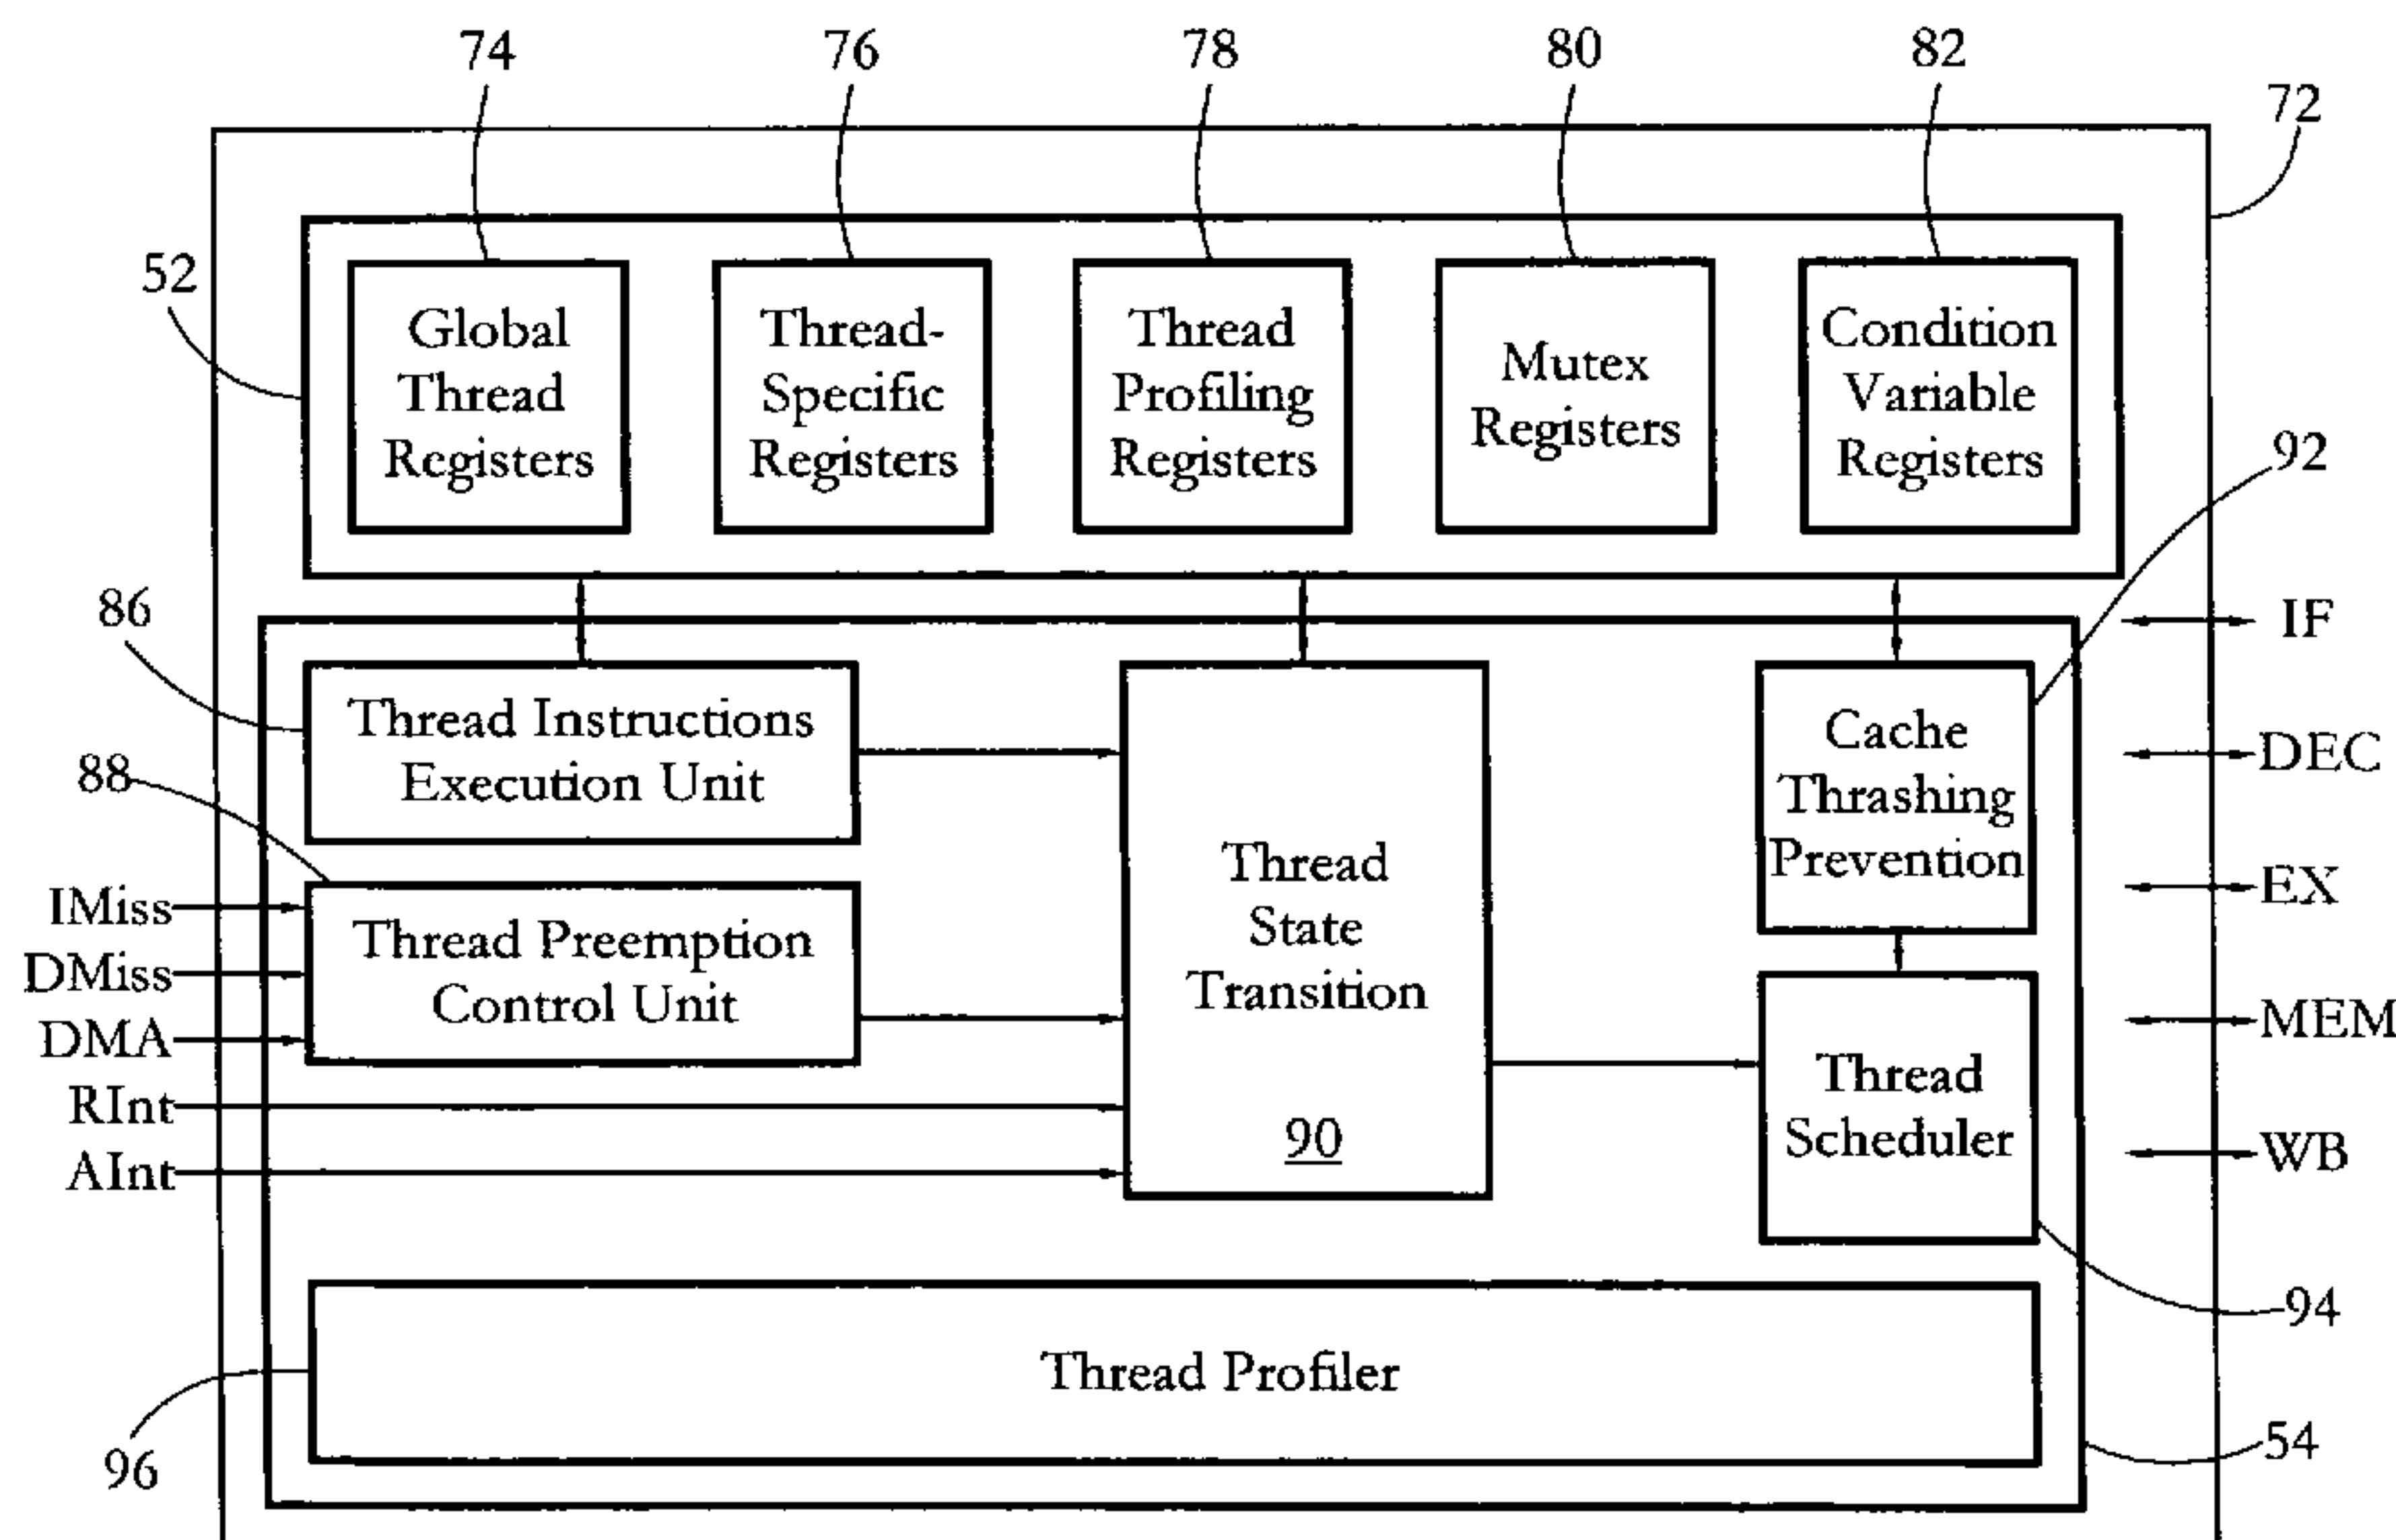 74
76
78
80
82
72
52
Global
Thread
Registers
Thread-
Specific
Registers
Thread
Profiling
Registers
Mutex
Registers
Condition
Variable
Registers
92
86
IF
Thread Instructions
Execution Unit
88
Thread
State
Transition
90
Cache
Thrashing
Prevention
DEC
IMiss
DMiss
DMA
RInt
AInt
Thread Preemption
Control Unit
EX
MEM
WB
Thread
Scheduler
94
Thread Profiler
96
54